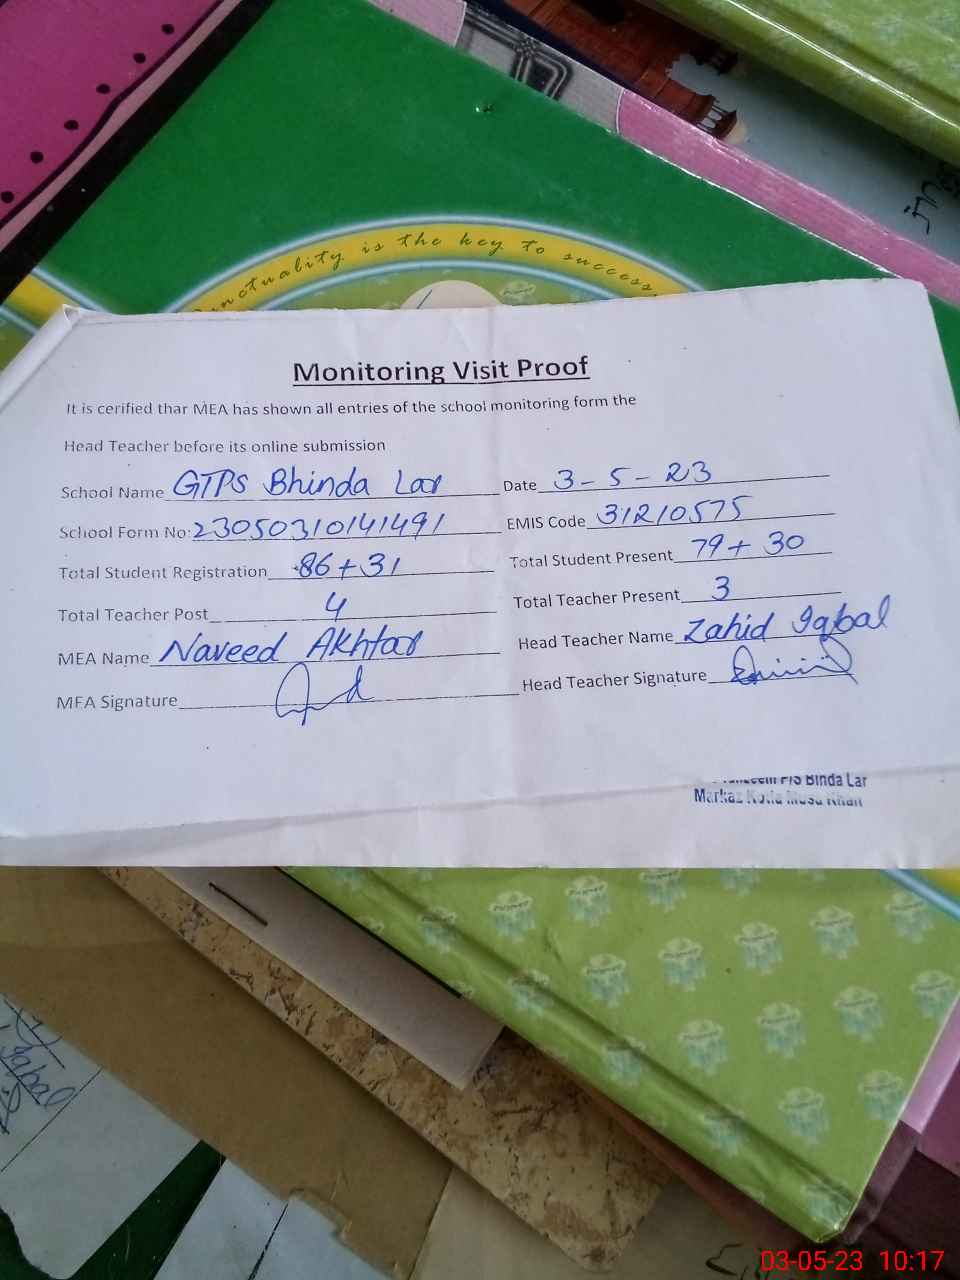 is the key to success
Monitoring Visit Proof
It is cerified thar MEA has shown all entries of the school monitoring form the
Head Teacher before its online submission
School Name GTPS Bhinda Lar Date 3-5-23
School Form No: 23050310141491 EMIS Code 31210575
Total Student Registration 86+31 Total Student Present 79+30
Total Teacher Post 4 Total Teacher Present 3
MEA Name Naveed Akhtar Head Teacher Name Zahid Iqbal
MEA Signature Head Teacher Signature
P/S Binda Lar
Markaz Kotla Musa Khan
Iqbal
03-05-23 10:17